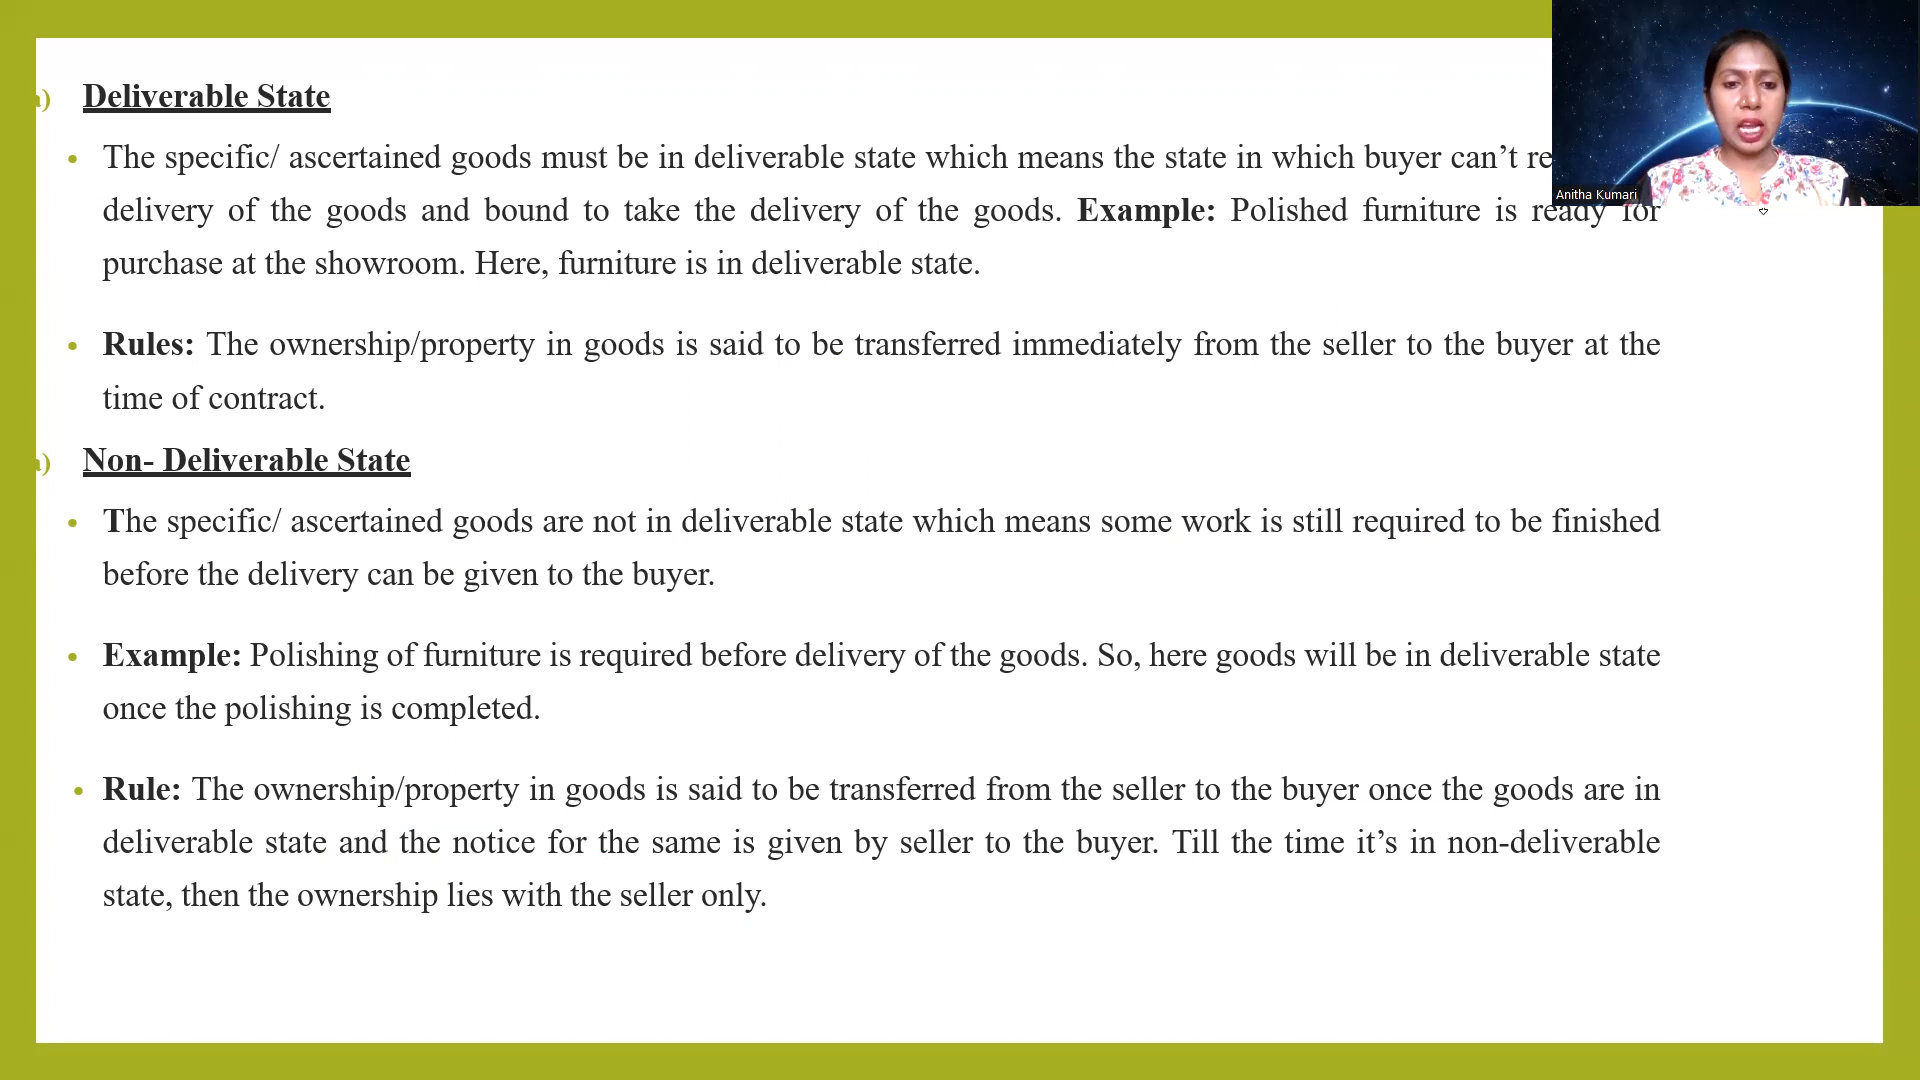 Deliverable State
The specific/ ascertained goods must be in deliverable state which means the state in which buyer can’t
delivery of the goods and bound to take the delivery of the goods. Example: Polished furniture is ready for
purchase at the showroom. Here, furniture is in deliverable state.
Rules: The ownership/property in goods is said to be transferred immediately from the seller to the buyer at the
time of contract.
Non- Deliverable State
The specific/ ascertained goods are not in deliverable state which means some work is still required to be finished
before the delivery can be given to the buyer.
Example: Polishing of furniture is required before delivery of the goods. So, here goods will be in deliverable state
once the polishing is completed.
Rule: The ownership/property in goods is said to be transferred from the seller to the buyer once the goods are in
deliverable state and the notice for the same is given by seller to the buyer. Till the time it’s in non-deliverable
state, then the ownership lies with the seller only.
Anitha Kumari